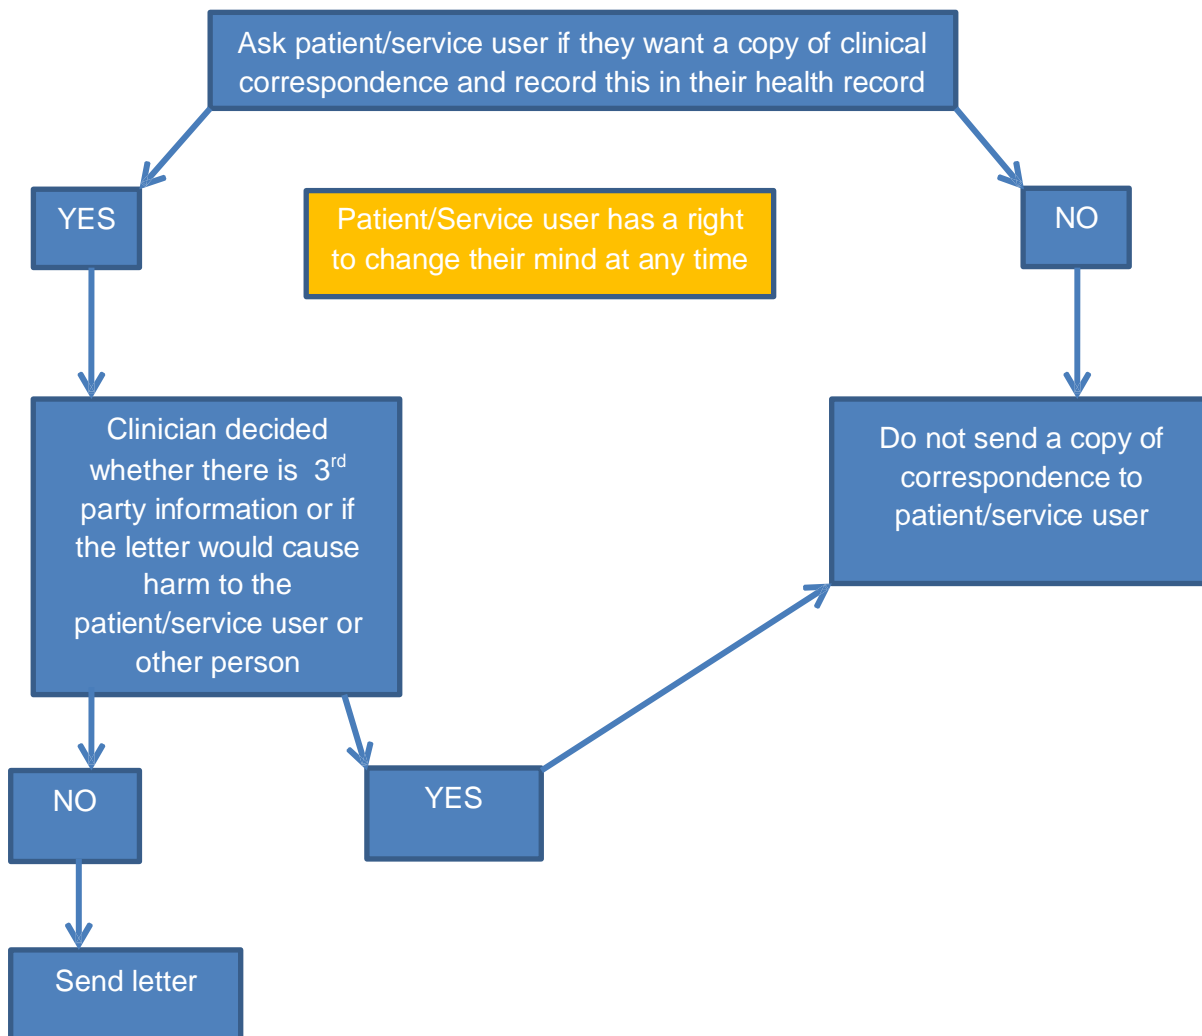 Ask patient/service user if they want a copy of clinical
correspondence and record this in their health record
YES
Patient/Service user has a right
to change their mind at any time
NO
Clinician decided
whether there is 3rd
party information or if
the letter would cause
harm to the
patient/service user or
other person
Do not send a copy of
correspondence to
patient/service user
NO
YES
Send letter